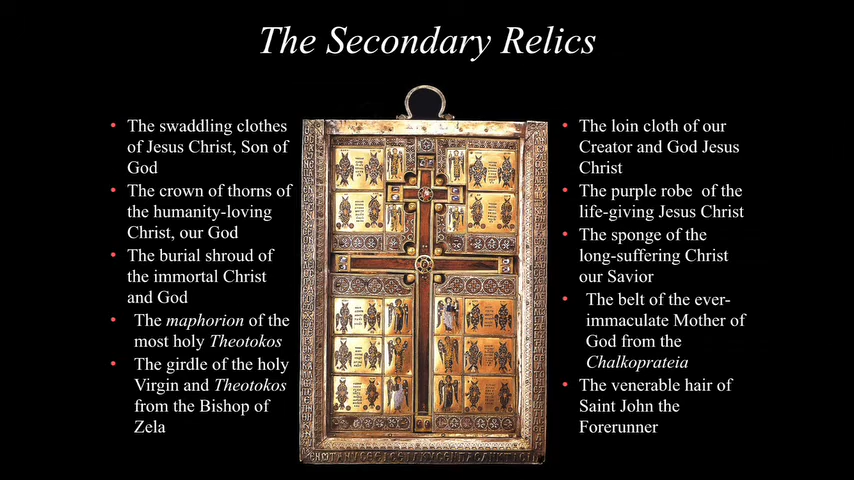 The Secondary Relics
• The swaddling clothes
of Jesus Christ, Son of
God
• The crown of thorns of
the humanity-loving
Christ, our God
• The burial shroud of
the immortal Christ
and God
• The maphorion of the
most holy Theotokos
• The girdle of the holy
Virgin and Theotokos
from the Bishop of
Zela
• The loin cloth of our
Creator and God Jesus
Christ
• The purple robe of the
life-giving Jesus Christ
• The sponge of the
long-suffering Christ
our Savior
• The belt of the ever-
immaculate Mother of
God from the
Chalkoprateia
• The venerable hair of
Saint John the
Forerunner